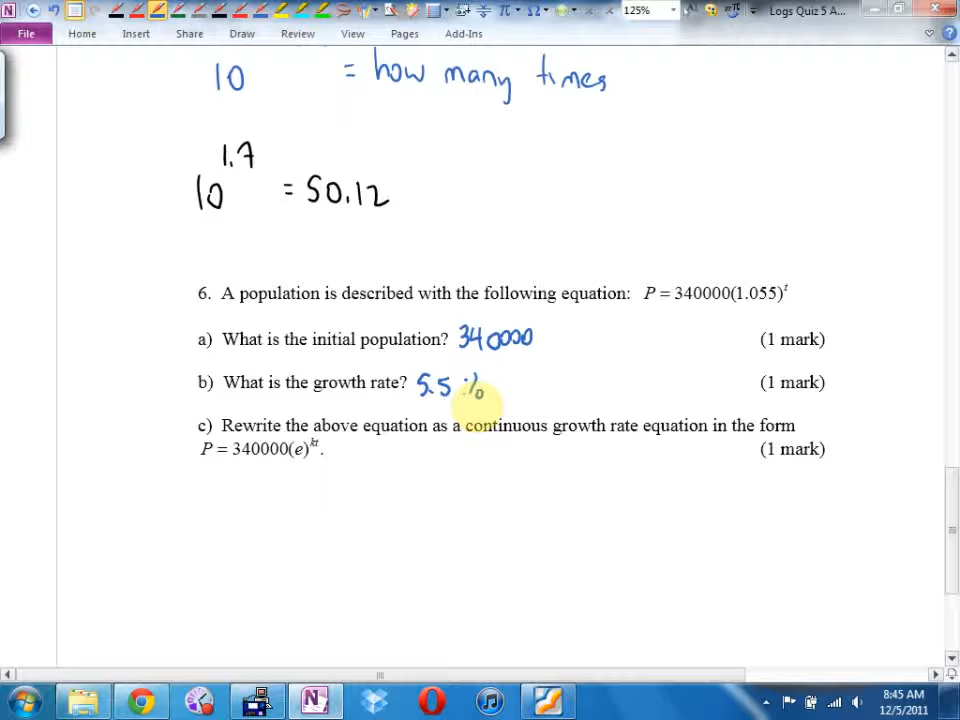 125%
Logs Quiz 5 A...
File Home Insert Share Draw Review View Pages Add-Ins
10 = how many times
1.7
10 = 50.12
6. A population is described with the following equation: P = 340000(1.055)^t
a) What is the initial population? 340000 (1 mark)
b) What is the growth rate? 5.5 % (1 mark)
c) Rewrite the above equation as a continuous growth rate equation in the form
P = 340000(e)^kt. (1 mark)
8:45 AM
12/5/2011